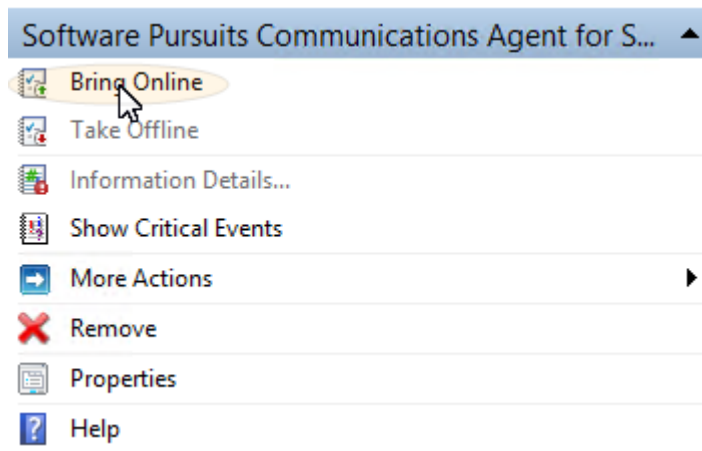 Software Pursuits Communications Agent for S...
Bring Online
Take Offline
Information Details...
Show Critical Events
More Actions
Remove
Properties
Help